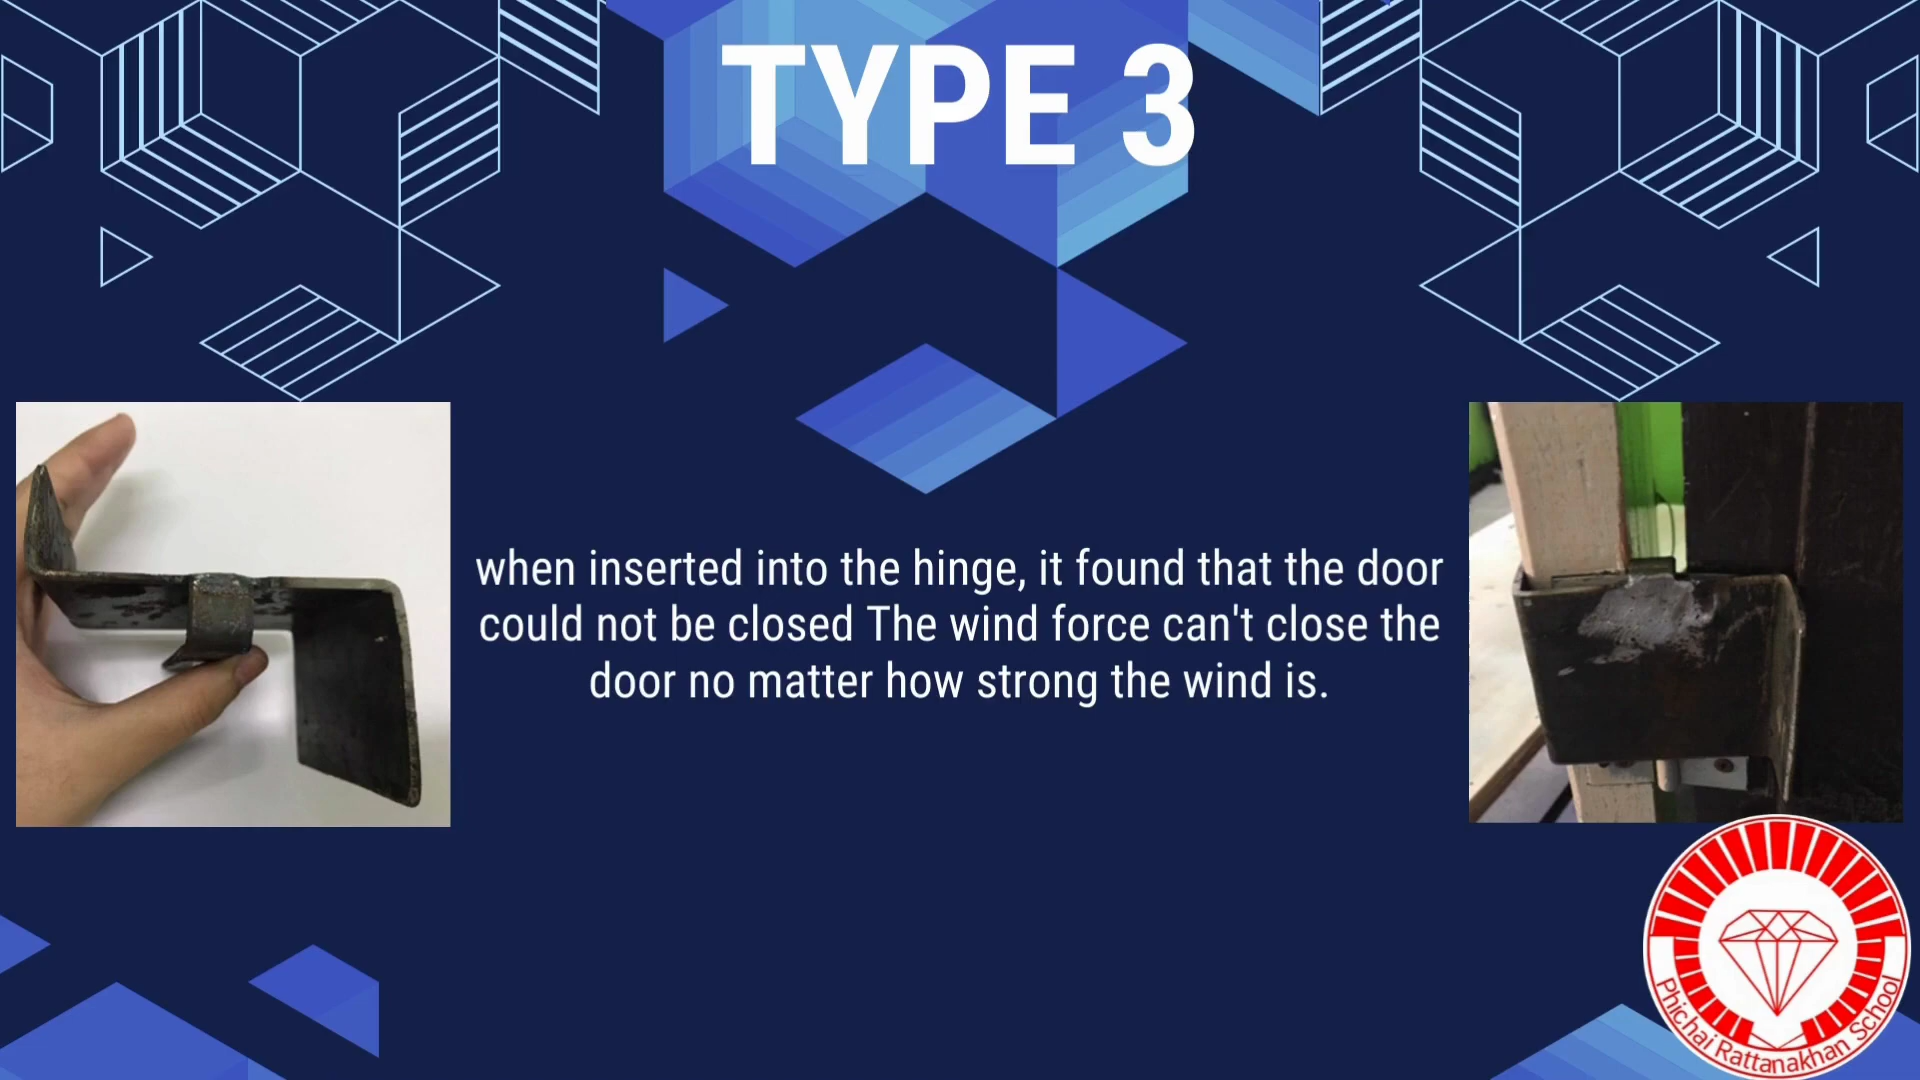 TYPE 3
when inserted into the hinge, it found that the door
could not be closed The wind force can't close the
door no matter how strong the wind is.
Phichai Rattanakhan School